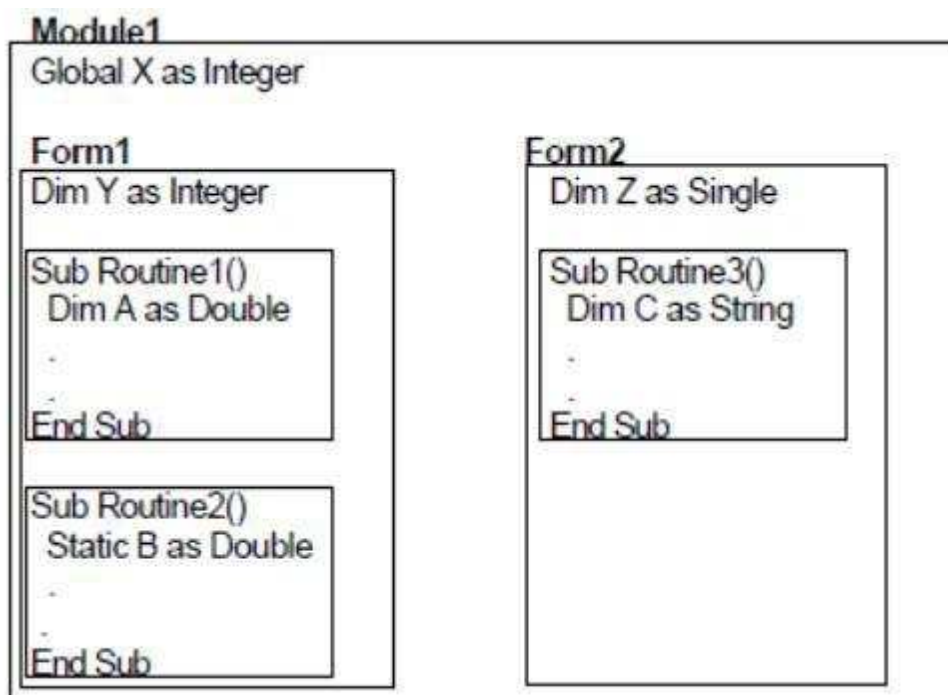 Module1
Global X as Integer
Form1
Dim Y as Integer
Sub Routine1()
Dim A as Double
.
.
End Sub
Sub Routine2()
Static B as Double
.
.
End Sub
Form2
Dim Z as Single
Sub Routine3()
Dim C as String
.
.
End Sub